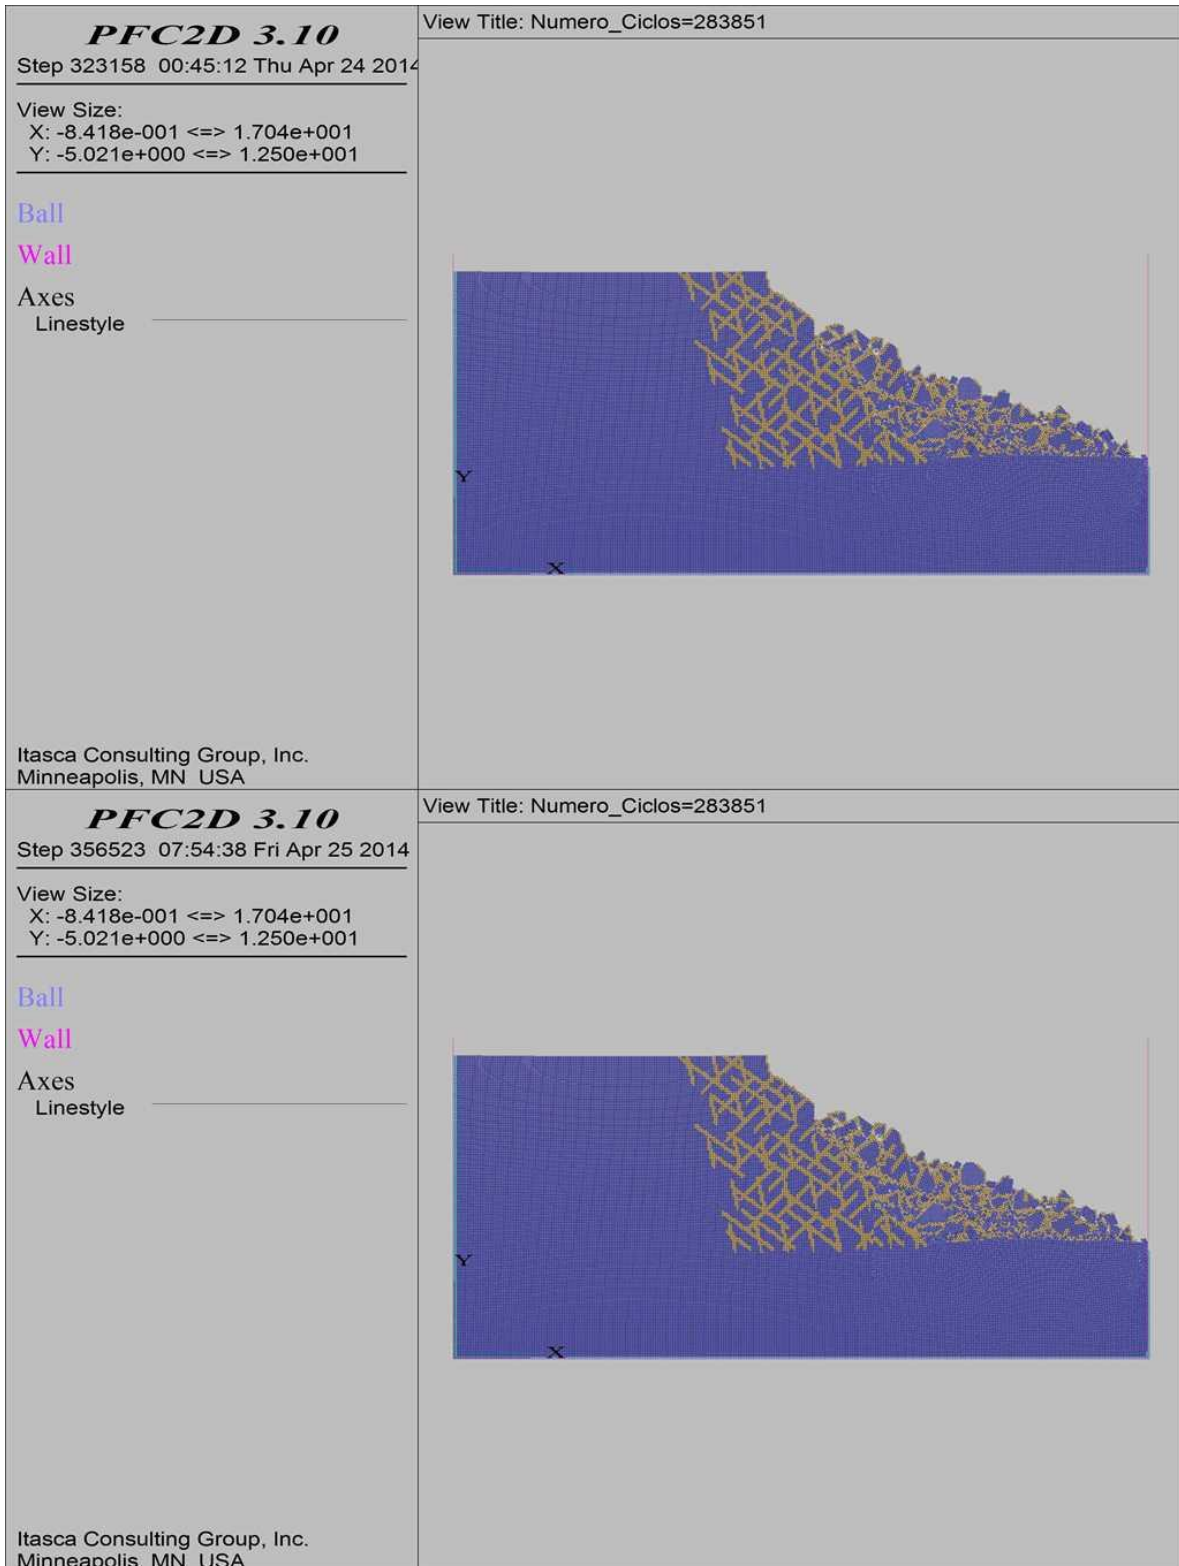 PFC2D 3.10
Step 323158 00:45:12 Thu Apr 24 2014
View Size:
X: -8.418e-001 <=> 1.704e+001
Y: -5.021e+000 <=> 1.250e+001
Ball
Wall
Axes
Linestyle
Itasca Consulting Group, Inc.
Minneapolis, MN USA
View Title: Numero_Ciclos=283851
Y
X
PFC2D 3.10
Step 356523 07:54:38 Fri Apr 25 2014
View Size:
X: -8.418e-001 <=> 1.704e+001
Y: -5.021e+000 <=> 1.250e+001
Ball
Wall
Axes
Linestyle
Itasca Consulting Group, Inc.
Minneapolis, MN USA
View Title: Numero_Ciclos=283851
Y
X